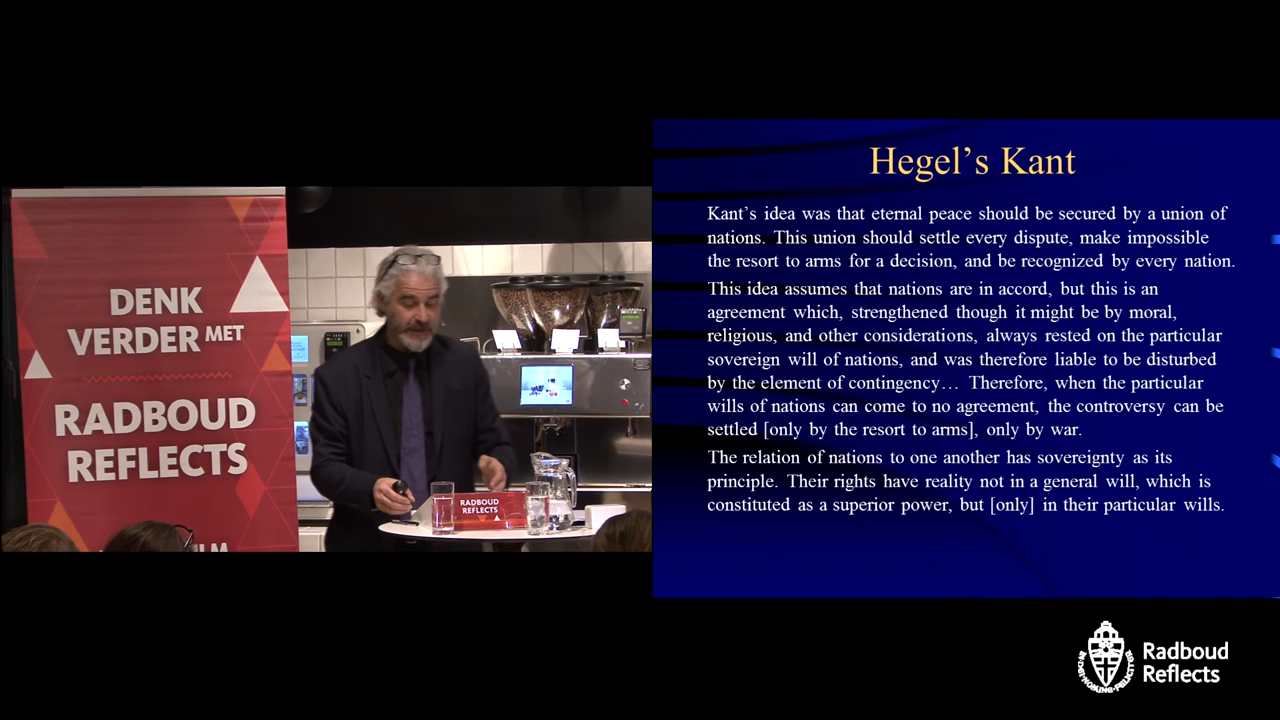 DENK
VERDER MET
RADBOUD
REFLECTS
RADBOUD
REFLECTS
Hegel’s Kant
Kant’s idea was that eternal peace should be secured by a union of
nations. This union should settle every dispute, make impossible
the resort to arms for a decision, and be recognized by every nation.
This idea assumes that nations are in accord, but this is an
agreement which, strengthened though it might be by moral,
religious, and other considerations, always rested on the particular
sovereign will of nations, and was therefore liable to be disturbed
by the element of contingency… Therefore, when the particular
wills of nations can come to no agreement, the controversy can be
settled [only by the resort to arms], only by war.
The relation of nations to one another has sovereignty as its
principle. Their rights have reality not in a general will, which is
constituted as a superior power, but [only] in their particular wills.
Radboud
Reflects